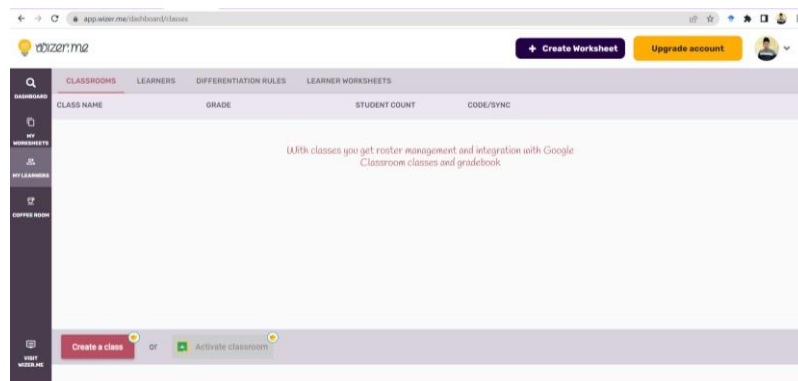 app.wizer.me/dashboard/classes
wizer.me
+ Create Worksheet
Upgrade account
DASHBOARD
MY
WORKSHEETS
MY LEARNERS
COFFEE ROOM
VISIT
WIZER.ME
CLASSROOMS LEARNERS DIFFERENTIATION RULES LEARNER WORKSHEETS
CLASS NAME GRADE STUDENT COUNT CODE/SYNC
With classes you get roster management and integration with Google
Classroom classes and gradebook
Create a class or Activate classroom